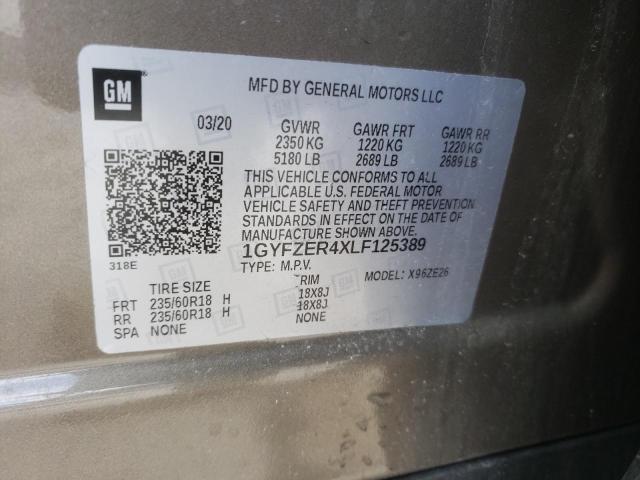 GM
MFD BY GENERAL MOTORS LLC
03/20 GVWR GAWR FRT GAWR RR
2350 KG 1220 KG 1220 KG
5180 LB 2689 LB 2689 LB
THIS VEHICLE CONFORMS TO ALL
APPLICABLE U.S. FEDERAL MOTOR
VEHICLE SAFETY AND THEFT PREVENTION
STANDARDS IN EFFECT ON THE DATE OF
MANUFACTURE SHOWN ABOVE.
318E 1GYFZER4XLF125389
TYPE: M.P.V. MODEL: X96ZE26
TIRE SIZE RIM
FRT 235/60R18 H 18X8J
RR 235/60R18 H 18X8J
SPA NONE NONE